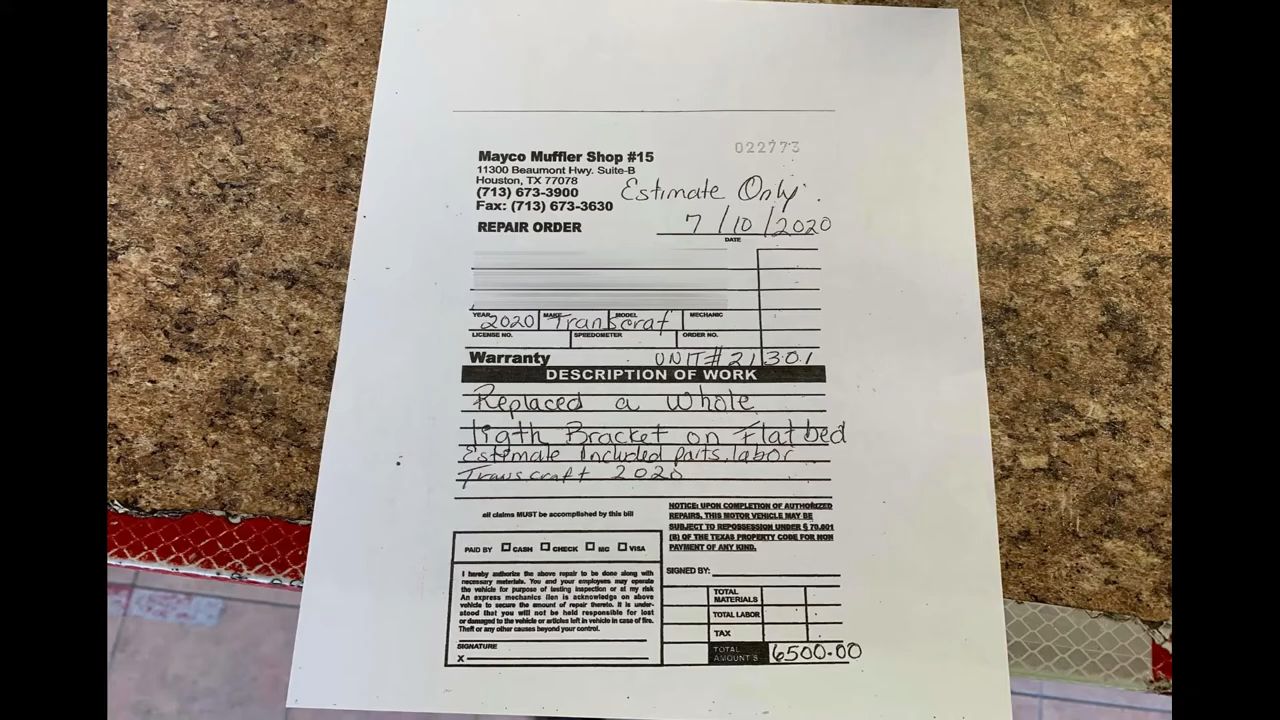 022773
Mayco Muffler Shop #15
11300 Beaumont Hwy. Suite-B
Houston, TX 77078
(713) 673-3900
Estimate Only.
Fax: (713) 673-3630
7/10/2020
REPAIR ORDER
DATE
YEAR 2020 MAKE MODEL Transcraf MECHANIC
LICENSE NO. SPEEDOMETER ORDER NO.
Warranty UNIT# 21301
DESCRIPTION OF WORK
Replaced a whole
ligth Bracket on Flatbed
Estimate Included parts, labor
Transcraft 2020
all claims MUST be accomplished by this bill
NOTICE: UPON COMPLETION OF AUTHORIZED
REPAIRS, THIS MOTOR VEHICLE MAY BE
SUBJECT TO REPOSSESSION UNDER § 70.001
(B) OF THE TEXAS PROPERTY CODE FOR NON
PAYMENT OF ANY KIND.
PAID BY CASH CHECK MC VISA
SIGNED BY:
I hereby authorize the above repair to be done along with
necessary materials. You and your employees may operate
the vehicle for purpose of testing inspection or at my risk
An express mechanics lien is acknowledge on above
vehicle to secure the amount of repair thereto. It is under-
stood that you will not be held responsible for lost
or damaged to the vehicle or articles left in vehicle in case of fire.
Theft or any other causes beyond your control.
SIGNATURE
X
TOTAL
MATERIALS
TOTAL LABOR
TAX
TOTAL
AMOUNT $ 6500.00